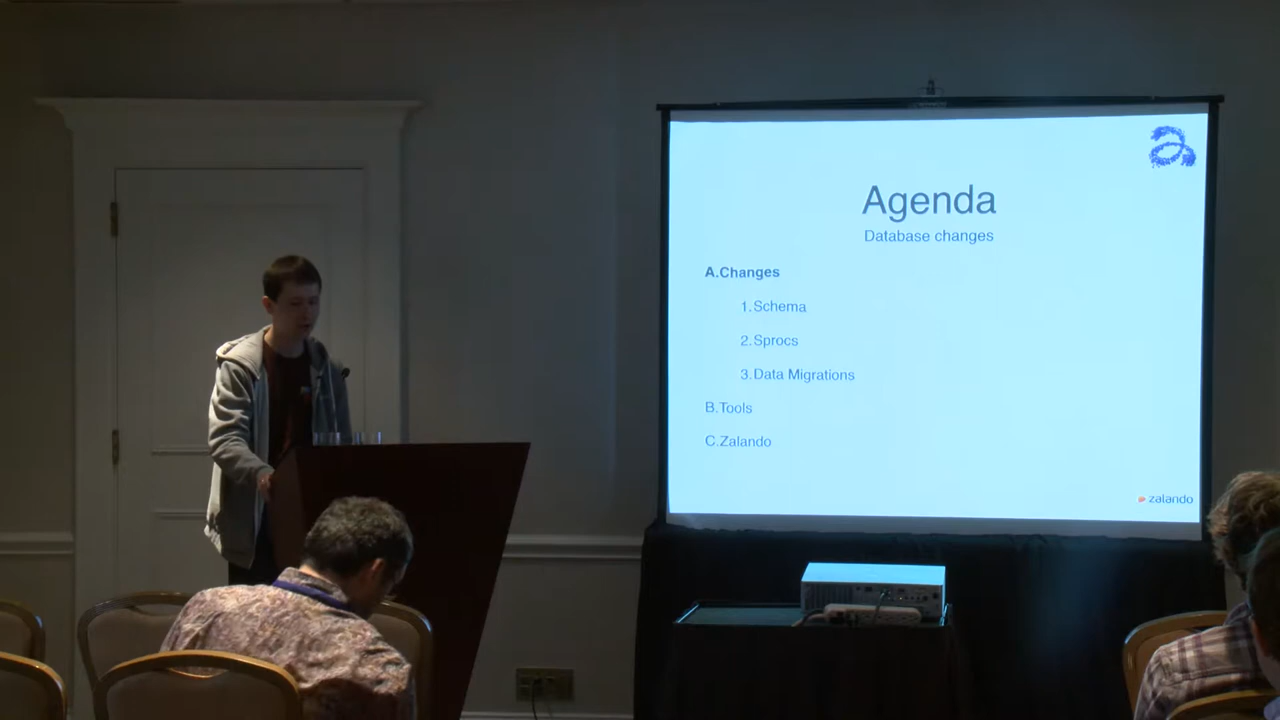 Agenda
Database changes
A.Changes
1.Schema
2.Sprocs
3.Data Migrations
B.Tools
C.Zalando
zalando